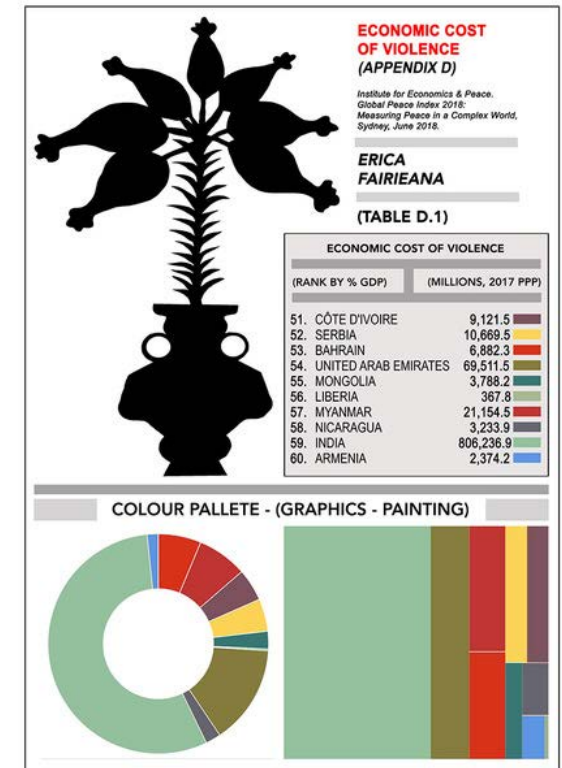 ECONOMIC COST
OF VIOLENCE
(APPENDIX D)
Institute for Economics & Peace.
Global Peace Index 2018:
Measuring Peace in a Complex World,
Sydney, June 2018.
ERICA
FAIRIEANA
(TABLE D.1)
ECONOMIC COST OF VIOLENCE
(RANK BY % GDP) (MILLIONS, 2017 PPP)
51. CÔTE D'IVOIRE 9,121.5
52. SERBIA 10,669.5
53. BAHRAIN 6,882.3
54. UNITED ARAB EMIRATES 69,511.5
55. MONGOLIA 3,788.2
56. LIBERIA 367.8
57. MYANMAR 21,154.5
58. NICARAGUA 3,233.9
59. INDIA 806,236.9
60. ARMENIA 2,374.2
COLOUR PALLETE - (GRAPHICS - PAINTING)